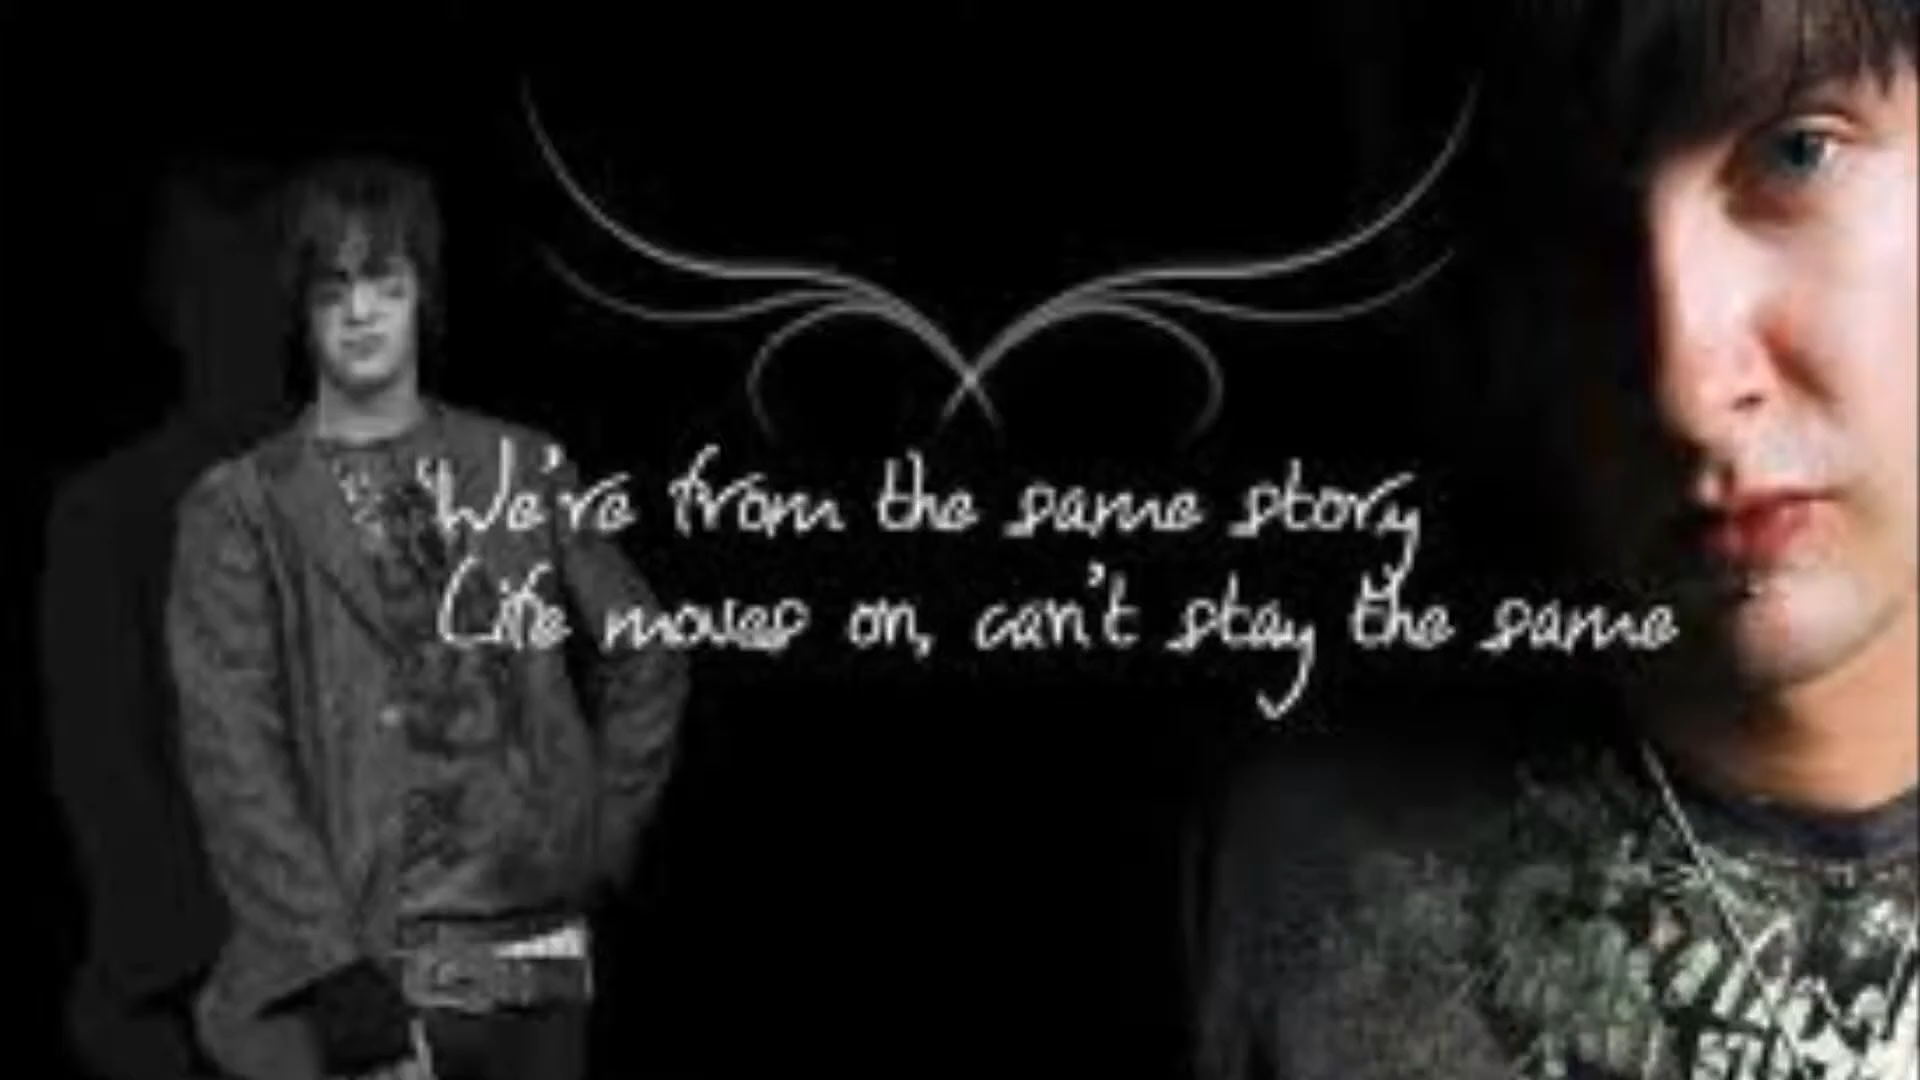 "We're from the same story
Life moves on, can't stay the same